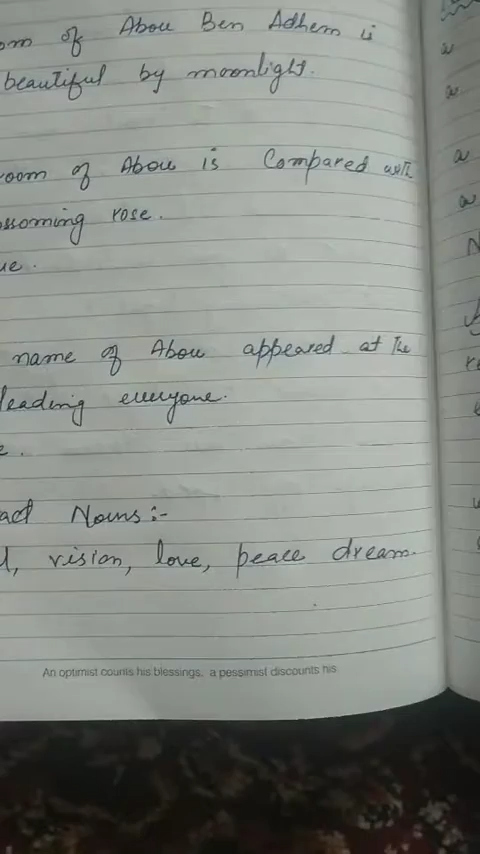 om of Abou Ben Adhem is
beautiful by moonlight.
oom of Abou is Compared with
ssoming rose.
ue.
name of Abou appeared at the
leading everyone.
e.
act Nouns:-
l, vision, love, peace dream.
An optimist counts his blessings, a pessimist discounts his